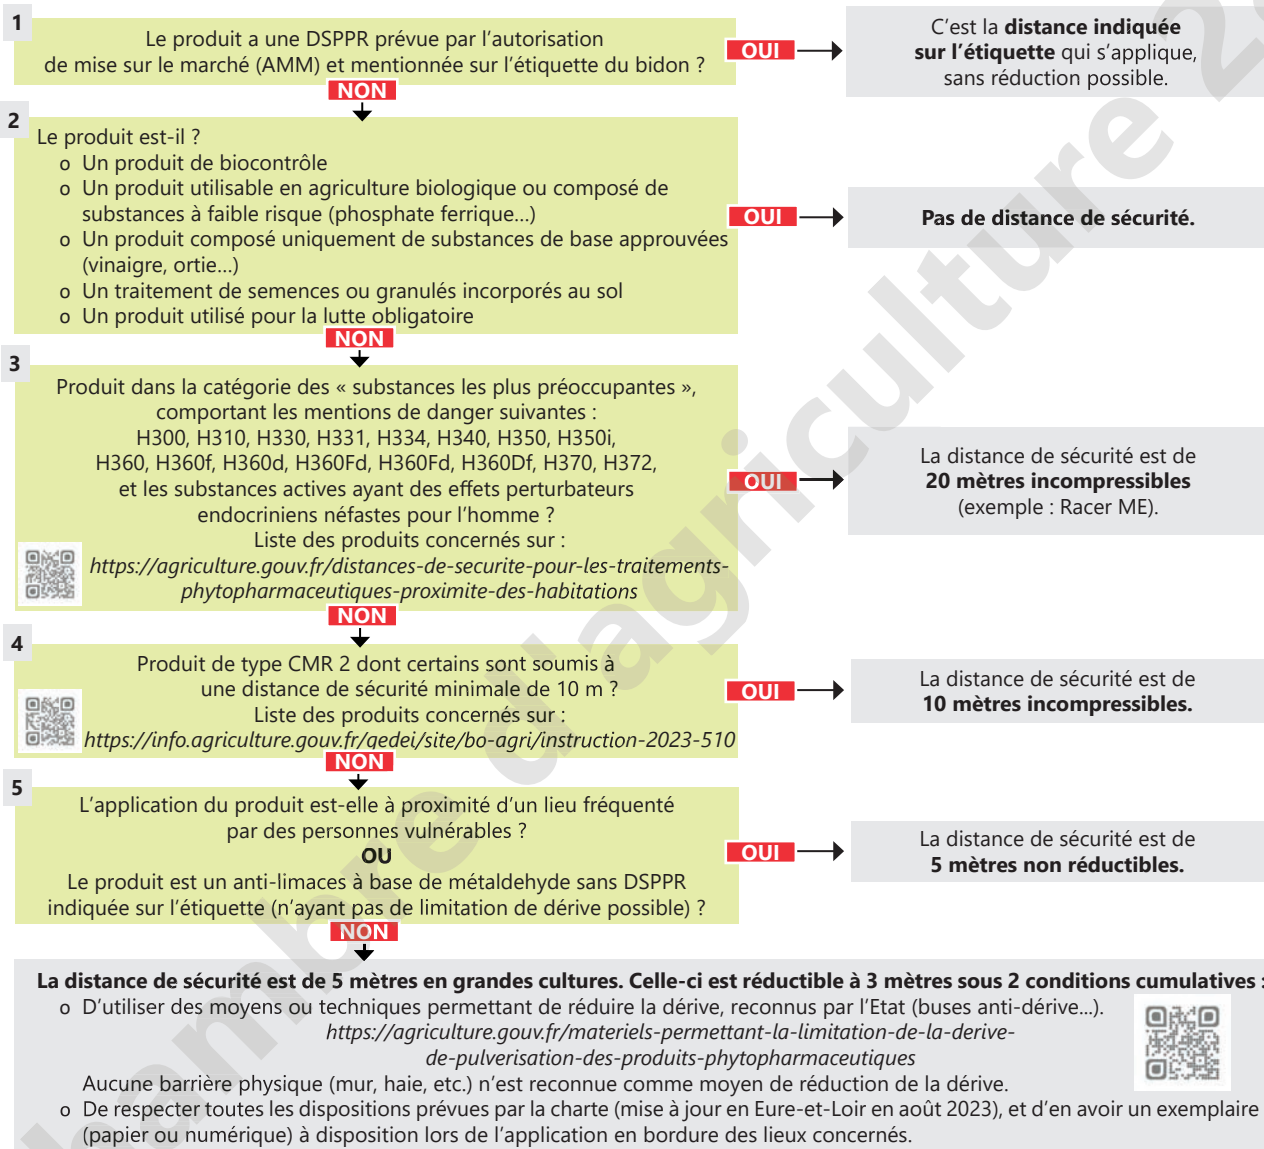 1
Le produit a une DSPPR prévue par l'autorisation
de mise sur le marché (AMM) et mentionnée sur l'étiquette du bidon ?
OUI
C'est la distance indiquée
sur l'étiquette qui s'applique,
sans réduction possible.
NON
2
Le produit est-il ?
o Un produit de biocontrôle
o Un produit utilisable en agriculture biologique ou composé de
substances à faible risque (phosphate ferrique...)
o Un produit composé uniquement de substances de base approuvées
(vinaigre, ortie...)
o Un traitement de semences ou granulés incorporés au sol
o Un produit utilisé pour la lutte obligatoire
OUI
Pas de distance de sécurité.
NON
3
Produit dans la catégorie des « substances les plus préoccupantes »,
comportant les mentions de danger suivantes :
H300, H310, H330, H331, H334, H340, H350, H350i,
H360, H360f, H360d, H360Fd, H360Fd, H360Df, H370, H372,
et les substances actives ayant des effets perturbateurs
endocriniens néfastes pour l'homme ?
Liste des produits concernés sur :
https://agriculture.gouv.fr/distances-de-securite-pour-les-traitements-
phytopharmaceutiques-proximite-des-habitations
OUI
La distance de sécurité est de
20 mètres incompressibles
(exemple : Racer ME).
NON
4
Produit de type CMR 2 dont certains sont soumis à
une distance de sécurité minimale de 10 m ?
Liste des produits concernés sur :
https://info.agriculture.gouv.fr/gedei/site/bo-agri/instruction-2023-510
OUI
La distance de sécurité est de
10 mètres incompressibles.
NON
5
L'application du produit est-elle à proximité d'un lieu fréquenté
par des personnes vulnérables ?
OU
Le produit est un anti-limaces à base de métaldehyde sans DSPPR
indiquée sur l'étiquette (n'ayant pas de limitation de dérive possible) ?
OUI
La distance de sécurité est de
5 mètres non réductibles.
NON
La distance de sécurité est de 5 mètres en grandes cultures. Celle-ci est réductible à 3 mètres sous 2 conditions cumulatives :
o D'utiliser des moyens ou techniques permettant de réduire la dérive, reconnus par l'Etat (buses anti-dérive...).
https://agriculture.gouv.fr/materiels-permettant-la-limitation-de-la-derive-
de-pulverisation-des-produits-phytopharmaceutiques
Aucune barrière physique (mur, haie, etc.) n'est reconnue comme moyen de réduction de la dérive.
o De respecter toutes les dispositions prévues par la charte (mise à jour en Eure-et-Loir en août 2023), et d'en avoir un exemplaire
(papier ou numérique) à disposition lors de l'application en bordure des lieux concernés.
hambre d'agriculture 2